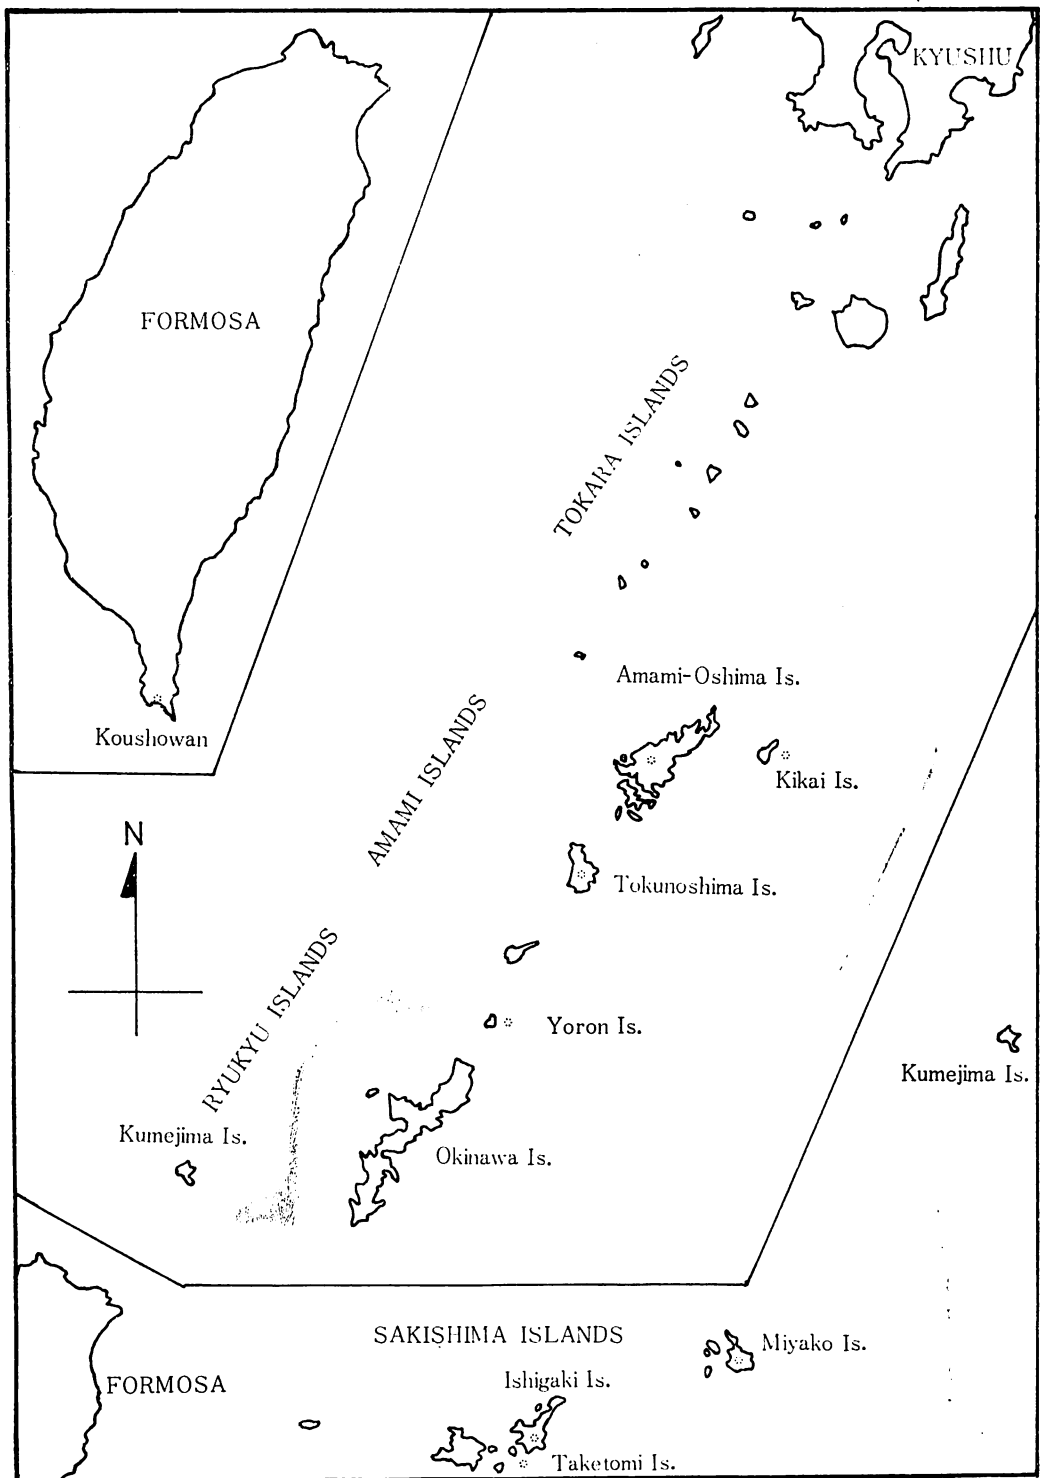 KYUSHU
FORMOSA
TOKARA ISLANDS
Amami-Oshima Is.
Koushowan
Kikai Is.
AMAMI ISLANDS
N
Tokunoshima Is.
RYUKYU ISLANDS
Yoron Is.
Kumejima Is.
Kumejima Is.
Okinawa Is.
SAKISHIMA ISLANDS
Miyako Is.
FORMOSA
Ishigaki Is.
Taketomi Is.